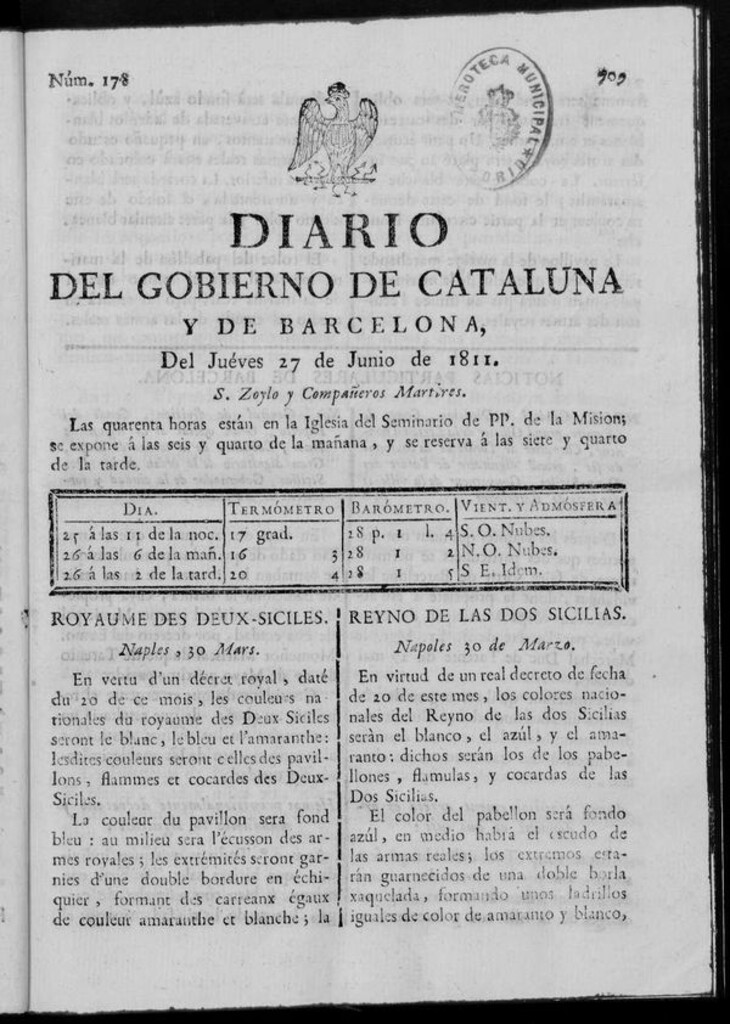 Núm. 178
909
HEMEROTECA MUNICIPAL
MADRID
DIARIO
DEL GOBIERNO DE CATALUNA
Y DE BARCELONA,
Del Juéves 27 de Junio de 1811.
S. Zoylo y Compañeros Martires.
Las quarenta horas están en la Iglesia del Seminario de PP. de la Mision;
se expone á las seis y quarto de la mañana, y se reserva á las siete y quarto
de la tarde.
DIA. TERMÓMETRO BARÓMETRO. VIENT. Y ADMÓSFERA
25 á las 11 de la noc. 17 grad. 28 p. 1 l. 4 S. O. Nubes.
26 á las 6 de la mañ. 16 3 28 1 2 N. O. Nubes.
26 á las 2 de la tard. 20 4 28 1 5 S E. Idem.
ROYAUME DES DEUX-SICILES.
Naples, 30 Mars.
En vertu d'un décret royal, daté
du 20 de ce mois, les couleurs na
tionales du royaume des Deux Siciles
seront le blanc, le bleu et l'amaranthe:
lesdites couleurs seront celles des pavil-
lons, flammes et cocardes des Deux-
Siciles.
La couleur du pavillon sera fond
bleu : au milieu sera l'écusson des ar-
mes royales ; les extrémités seront gar-
nies d'une double bordure en échi-
quier, formant des carreanx égaux
de couleur amaranthe et blanche ; la
REYNO DE LAS DOS SICILIAS.
Napoles 30 de Marzo.
En virtud de un real decreto de fecha
de 20 de este mes, los colores nacio-
nales del Reyno de las dos Sicilias
seràn el blanco, el azúl, y el ama-
ranto: dichos serán los de los pabe-
llones, flamulas, y cocardas de las
Dos Sicilias.
El color del pabellon será fondo
azúl, en medio habrá el escudo de
las armas reales; los extremos esta-
rán guarnecidos de una doble borla
xaquelada, formando unos ladrillos
iguales de color de amaranto y blanco,